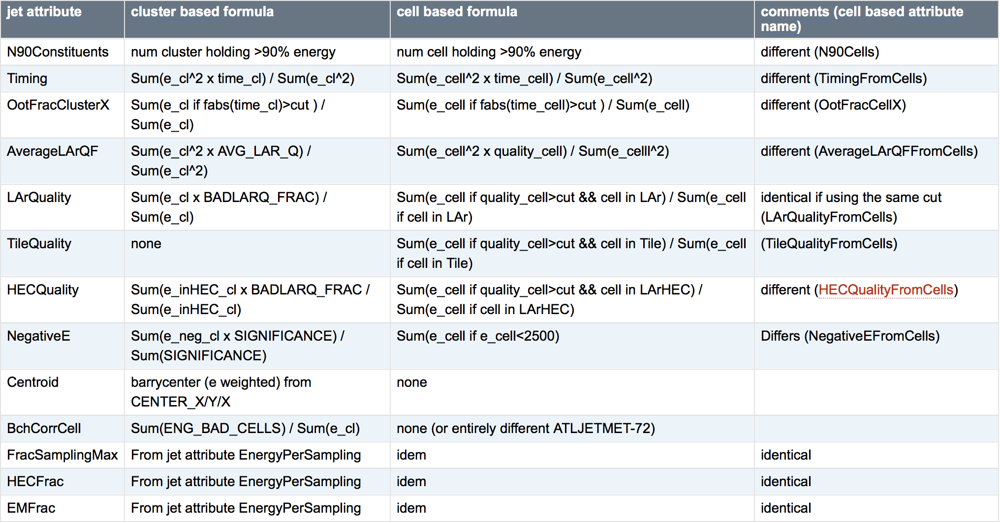 jet attribute cluster based formula cell based formula comments (cell based attribute
name)
N90Constituents num cluster holding >90% energy num cell holding >90% energy different (N90Cells)
Timing Sum(e_cl^2 x time_cl) / Sum(e_cl^2) Sum(e_cell^2 x time_cell) / Sum(e_cell^2) different (TimingFromCells)
OotFracClusterX Sum(e_cl if fabs(time_cl)>cut ) / Sum(e_cell if fabs(time_cell)>cut ) / Sum(e_cell) different (OotFracCellX)
Sum(e_cl)
AverageLArQF Sum(e_cl^2 x AVG_LAR_Q) / Sum(e_cell^2 x quality_cell) / Sum(e_celll^2) different (AverageLArQFFromCells)
Sum(e_cl^2)
LArQuality Sum(e_cl x BADLARQ_FRAC) / Sum(e_cell if quality_cell>cut && cell in LAr) / Sum(e_cell identical if using the same cut
Sum(e_cl) if cell in LAr) (LArQualityFromCells)
TileQuality none Sum(e_cell if quality_cell>cut && cell in Tile) / Sum(e_cell (TileQualityFromCells)
if cell in Tile)
HECQuality Sum(e_inHEC_cl x BADLARQ_FRAC / Sum(e_cell if quality_cell>cut && cell in LArHEC) / different (HECQualityFromCells)
Sum(e_inHEC_cl) Sum(e_cell if cell in LArHEC)
NegativeE Sum(e_neg_cl x SIGNIFICANCE) / Sum(e_cell if e_cell<2500) Differs (NegativeEFromCells)
Sum(SIGNIFICANCE)
Centroid barrycenter (e weighted) from none
CENTER_X/Y/X
BchCorrCell Sum(ENG_BAD_CELLS) / Sum(e_cl) none (or entirely different ATLJETMET-72)
FracSamplingMax From jet attribute EnergyPerSampling idem identical
HECFrac From jet attribute EnergyPerSampling idem identical
EMFrac From jet attribute EnergyPerSampling idem identical